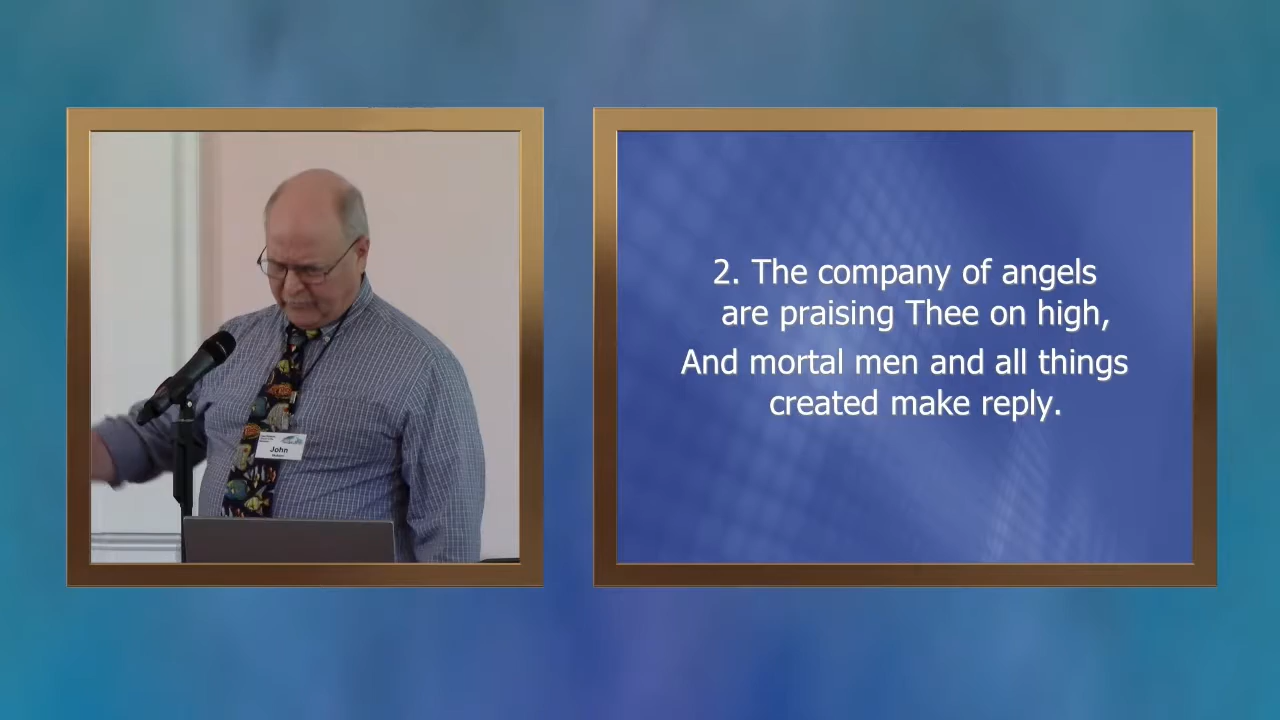 John
2. The company of angels
are praising Thee on high,
And mortal men and all things
created make reply.